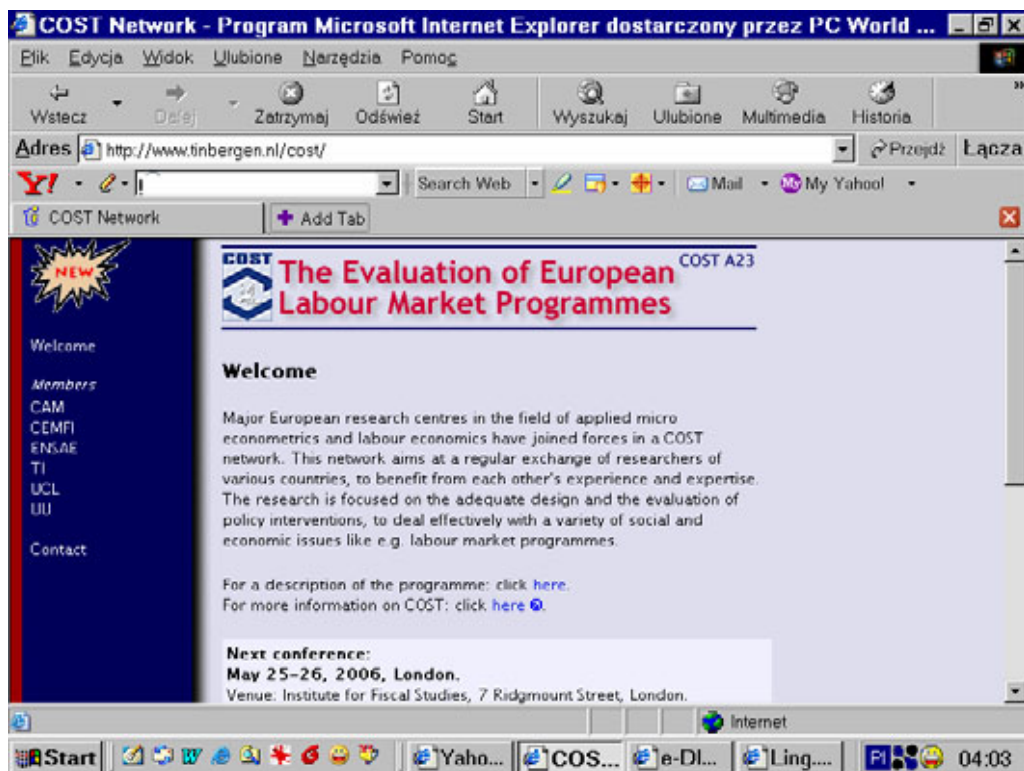 COST Network - Program Microsoft Internet Explorer dostarczony przez PC World ...
Plik Edycja Widok Ulubione Narzędzia Pomoc
Wstecz Dalej Zatrzymaj Odśwież Start Wyszukaj Ulubione Multimedia Historia
Adres http://www.tinbergen.nl/cost/ Przejdź Łącza
Y! Search Web Mail My Yahoo!
COST Network Add Tab
NEW
COST
The Evaluation of European COST A23
Labour Market Programmes
Welcome
Members
CAM
CEMFI
ENSAE
TI
UCL
UU
Contact
Welcome
Major European research centres in the field of applied micro
econometrics and labour economics have joined forces in a COST
network. This network aims at a regular exchange of researchers of
various countries, to benefit from each other's experience and expertise.
The research is focused on the adequate design and the evaluation of
policy interventions, to deal effectively with a variety of social and
economic issues like e.g. labour market programmes.
For a description of the programme: click here.
For more information on COST: click here.
Next conference:
May 25-26, 2006, London.
Venue: Institute for Fiscal Studies, 7 Ridgmount Street, London.
Internet
Start Yaho... COS... e-Dl... Ling.... Pl 04:03